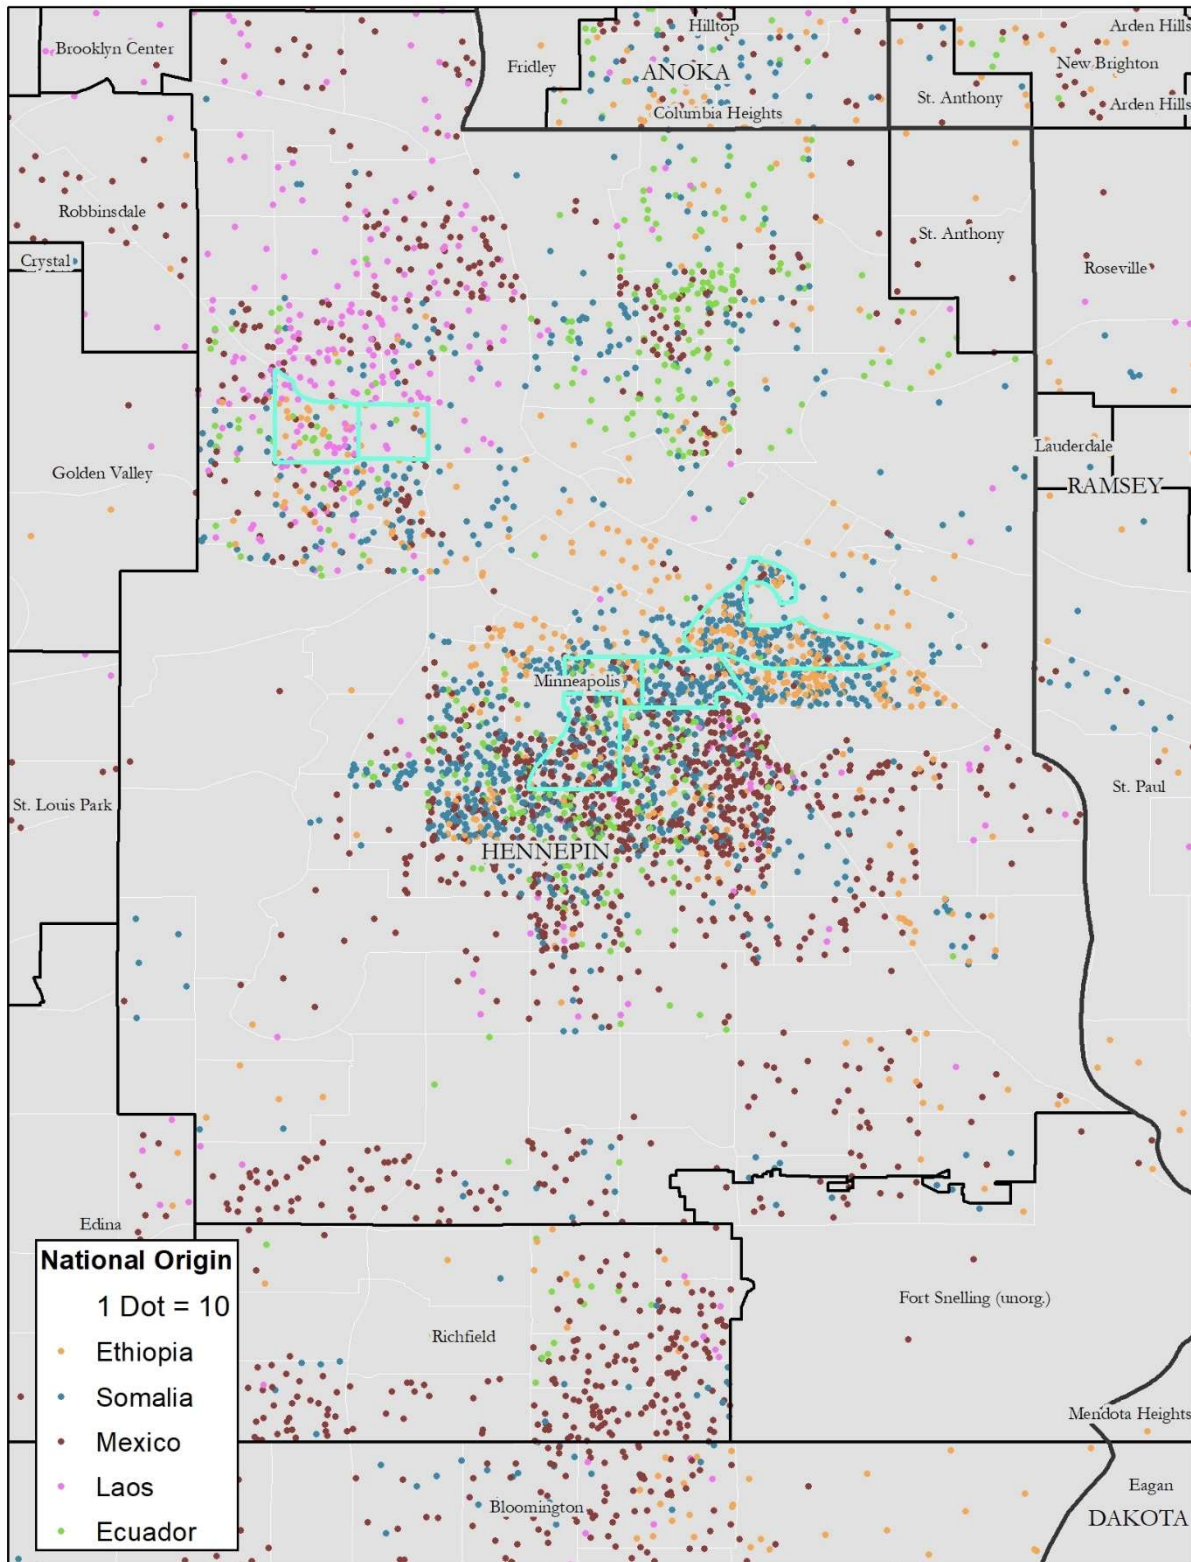 Hilltop
Arden Hills
Brooklyn Center
Fridley
ANOKA
New Brighton
St. Anthony
Arden Hills
Columbia Heights
Robbinsdale
St. Anthony
Crystal
Roseville
Lauderdale
Golden Valley
RAMSEY
Minneapolis
St. Louis Park
St. Paul
HENNEPIN
Edina
National Origin
1 Dot = 10
Ethiopia
Somalia
Mexico
Laos
Ecuador
Fort Snelling (unorg.)
Richfield
Mendota Heights
Bloomington
Eagan
DAKOTA